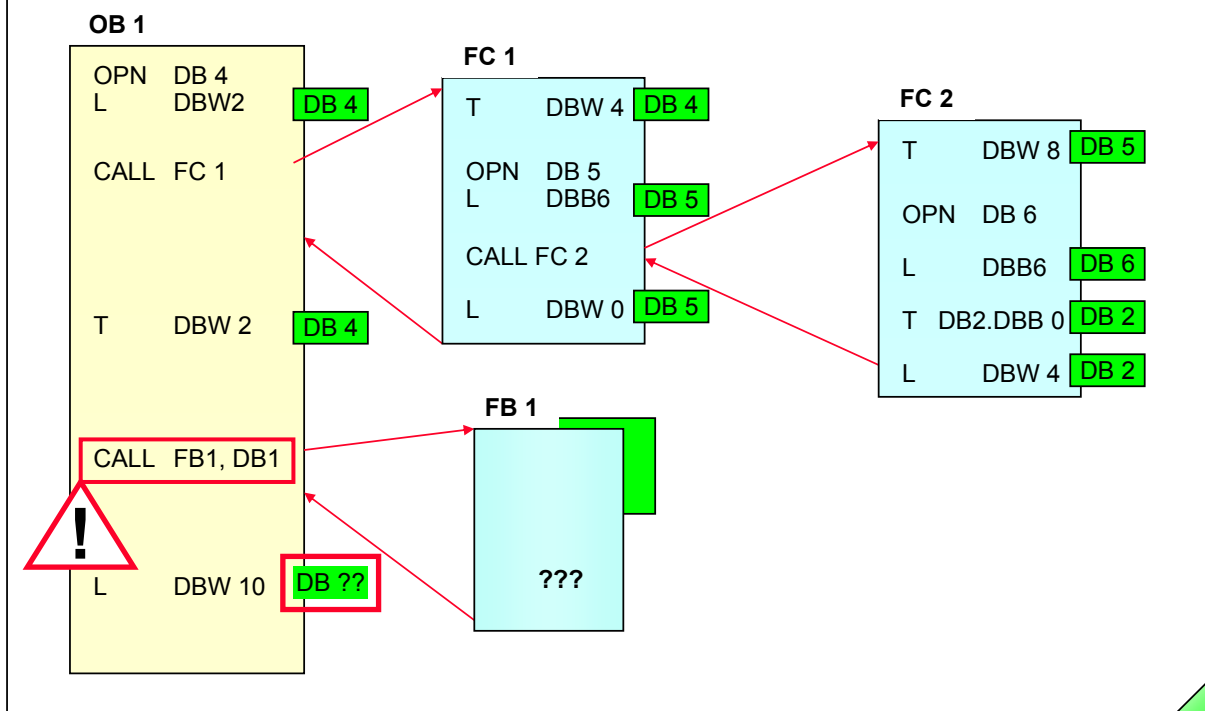 OB 1
OPN DB 4
L DBW2 DB 4
CALL FC 1
T DBW 2 DB 4
CALL FB1, DB1
!
L DBW 10 DB ??
FC 1
T DBW 4 DB 4
OPN DB 5
L DBB6 DB 5
CALL FC 2
L DBW 0 DB 5
FC 2
T DBW 8 DB 5
OPN DB 6
L DBB6 DB 6
T DB2.DBB 0 DB 2
L DBW 4 DB 2
FB 1
???